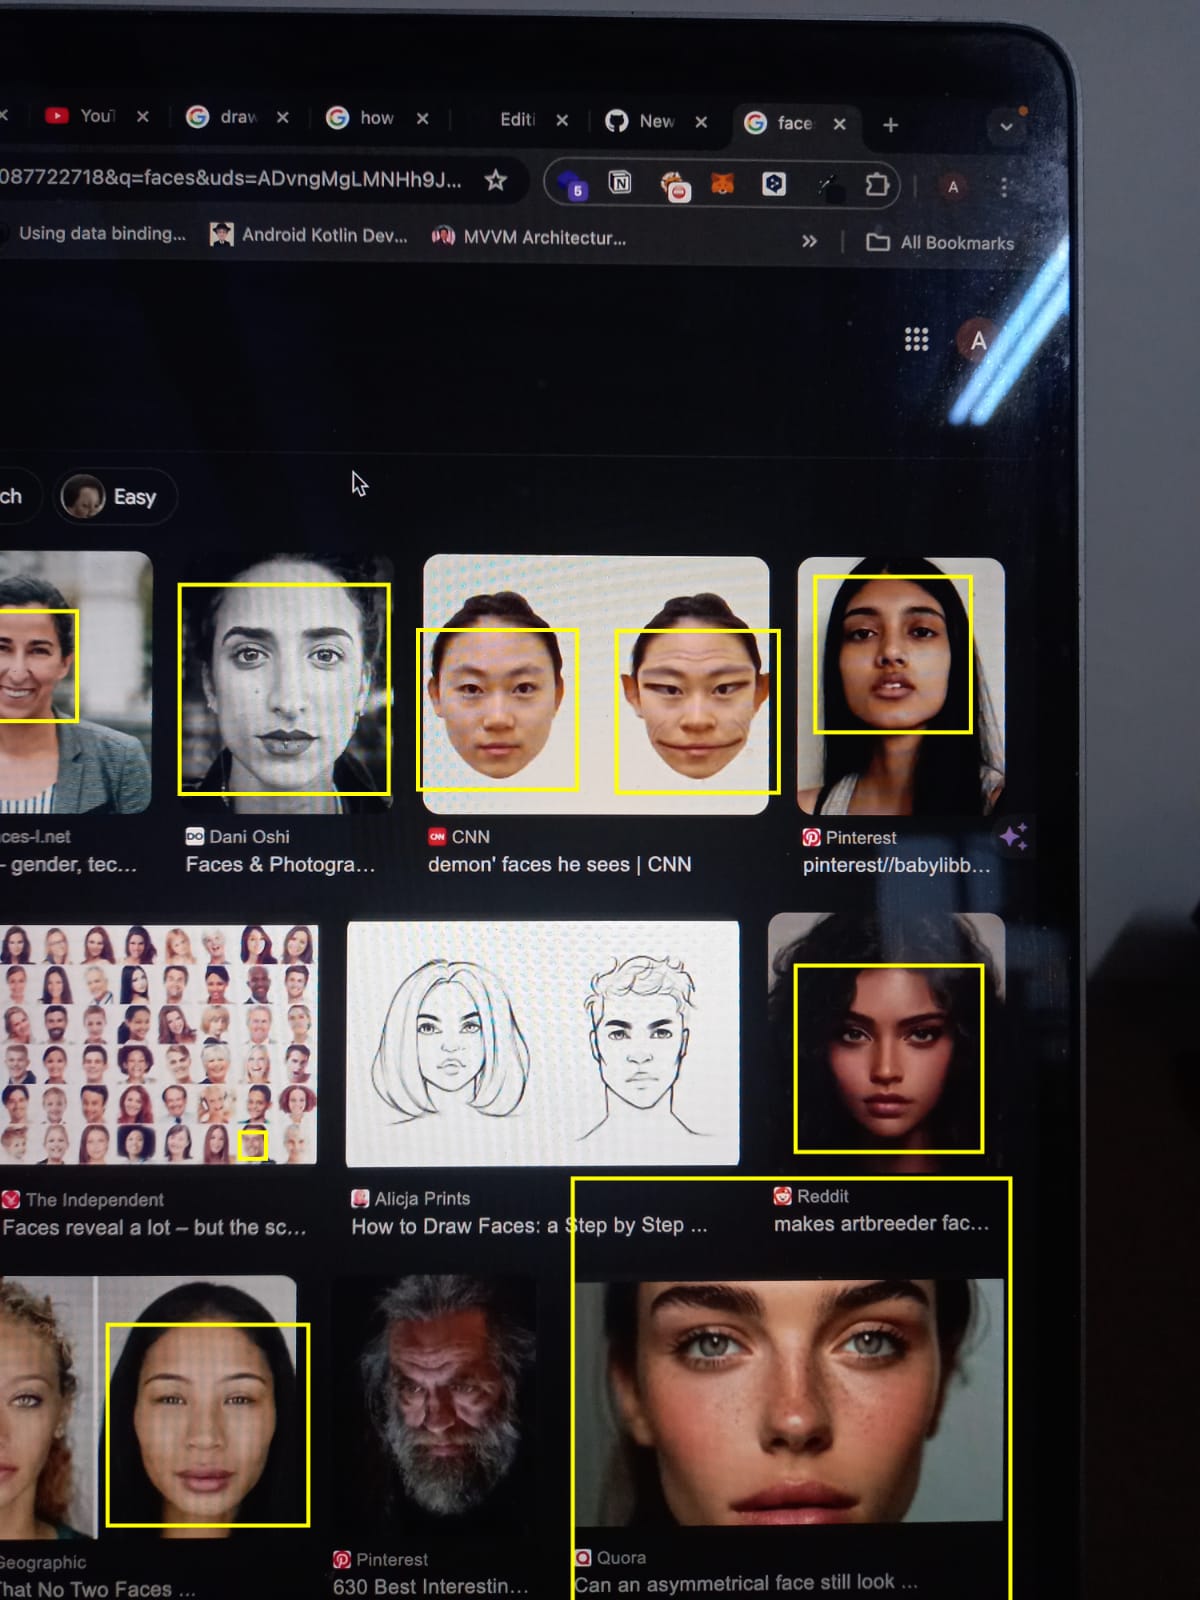 YouT
draw
how
Editi
New
face
087722718&q=faces&uds=ADvngMgLMNHh9J...
5
A
Using data binding...
Android Kotlin Dev...
MVVM Architectur...
»
All Bookmarks
A
ch
Easy
ces-l.net
DO Dani Oshi
CNN CNN
Pinterest
- gender, tec...
Faces & Photogra...
demon' faces he sees | CNN
pinterest//babylibb...
The Independent
Alicja Prints
Reddit
Faces reveal a lot – but the sc...
How to Draw Faces: a Step by Step ...
makes artbreeder fac...
Geographic
Pinterest
Quora
That No Two Faces ...
630 Best Interestin...
Can an asymmetrical face still look ...